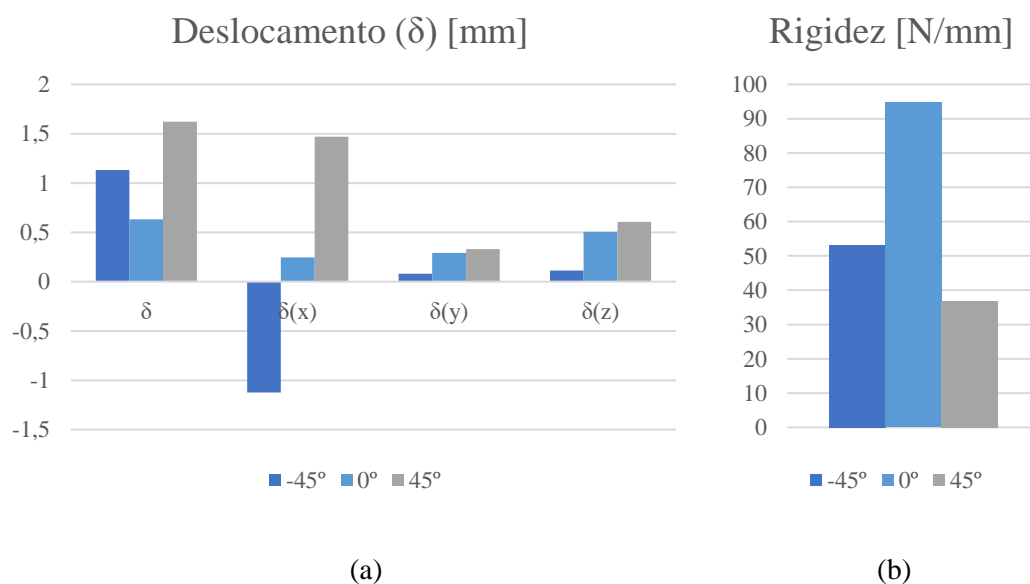 Deslocamento (δ) [mm]
2
1,5
1
0,5
0
-0,5
-1
-1,5
δ
δ(x)
δ(y)
δ(z)
-45º 0º 45º
(a)
Rigidez [N/mm]
100
90
80
70
60
50
40
30
20
10
0
-45º 0º 45º
(b)